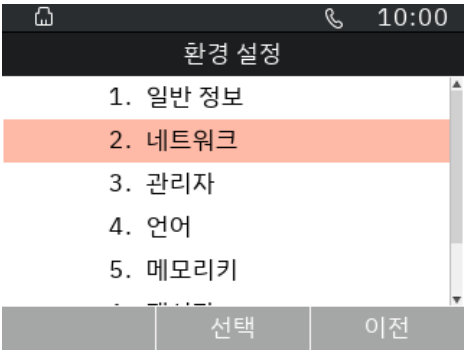 10:00
환경 설정
1. 일반 정보
2. 네트워크
3. 관리자
4. 언어
5. 메모리키
선택 이전